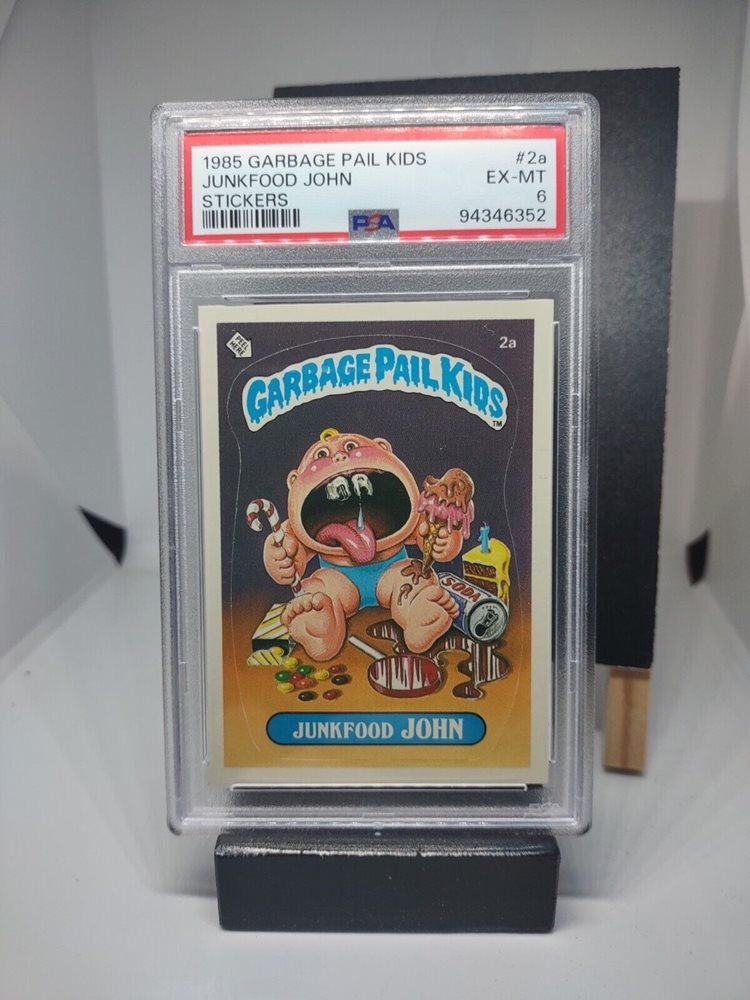 1985 GARBAGE PAIL KIDS #2a
JUNKFOOD JOHN EX-MT
STICKERS 6
PSA 94346352
PEEL HERE
2a
GARBAGE PAIL KIDS
TM
SODA
JUNKFOOD JOHN